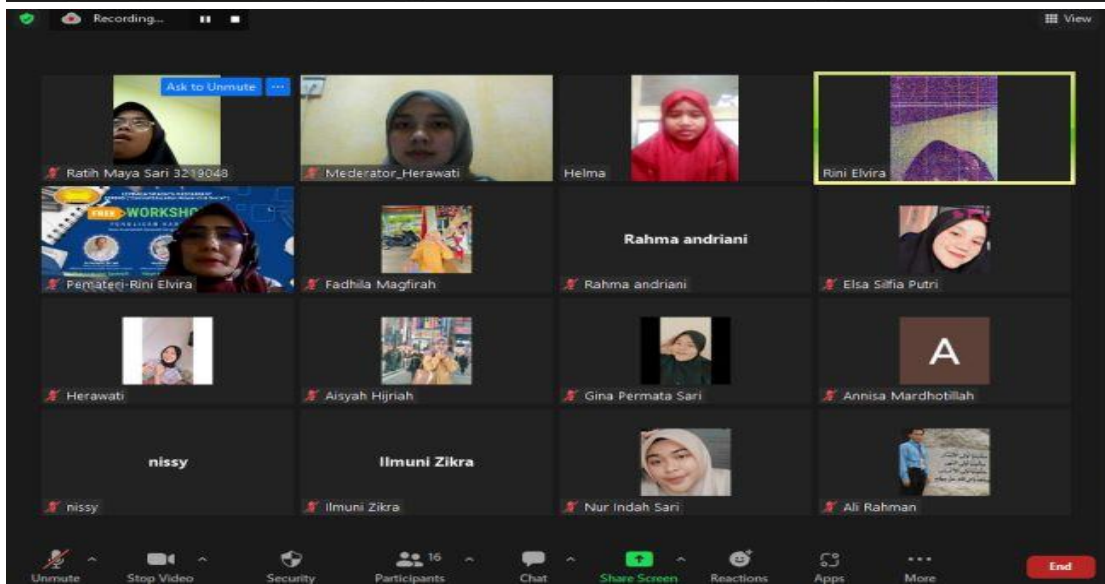 Recording...
View
Ask to Unmute
Ratih Maya Sari 3219048
Mederator_Herawati
Helma
Rini Elvira
FREE WORKSHO
Pemateri-Rini Elvira
Fadhila Magfirah
Rahma andriani
Rahma andriani
Elsa Silfia Putri
Herawati
Aisyah Hijriah
Gina Permata Sari
A
Annisa Mardhotillah
nissy
nissy
Ilmuni Zikra
Ilmuni Zikra
Nur Indah Sari
Ali Rahman
Unmute
Stop Video
Security
16
Participants
Chat
Share Screen
Reactions
Apps
More
End